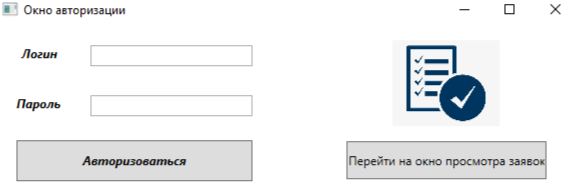 Окно авторизации
Логин
Пароль
Авторизоваться
Перейти на окно просмотра заявок